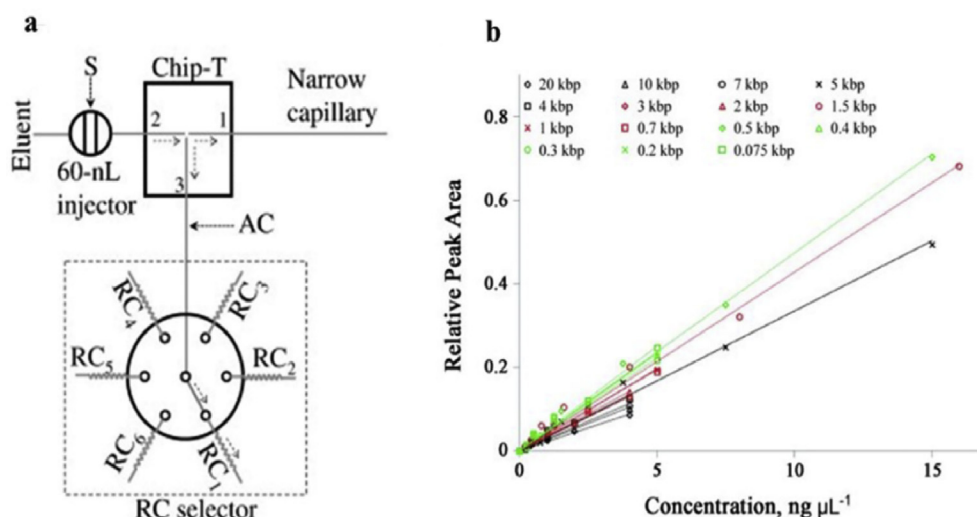 a
S
Chip-T
Narrow
capillary
2
1
3
Eluent
60-nL
injector
AC
RC4
RC3
RC5
RC2
RC6
RC1
RC selector
b
20 kbp 10 kbp 7 kbp 5 kbp
4 kbp 3 kbp 2 kbp 1.5 kbp
1 kbp 0.7 kbp 0.5 kbp 0.4 kbp
0.3 kbp 0.2 kbp 0.075 kbp
Relative Peak Area
0.8
0.6
0.4
0.2
0
0 5 10 15
Concentration, ng µL-1